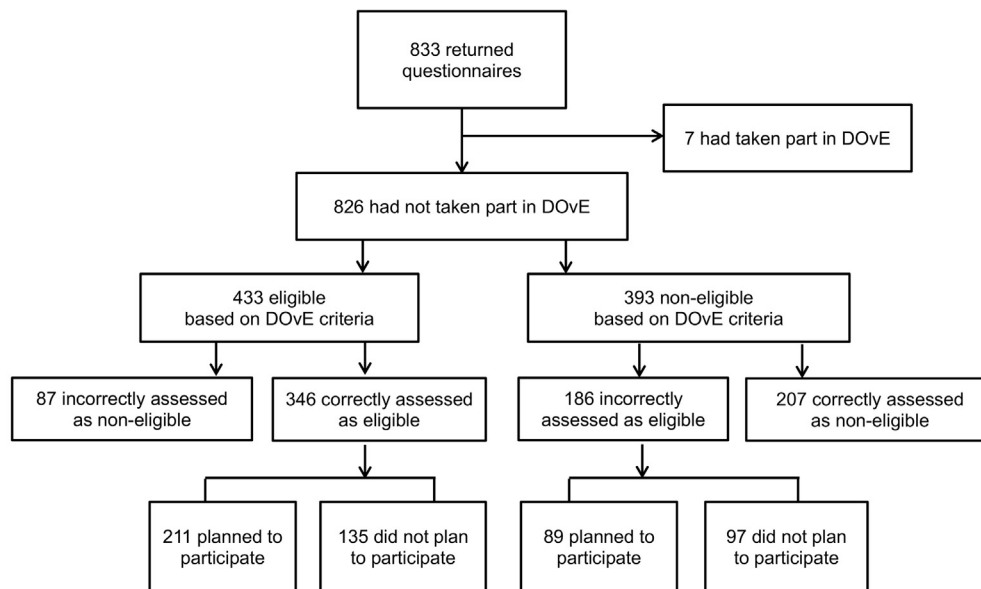 833 returned
questionnaires
7 had taken part in DOvE
826 had not taken part in DOvE
433 eligible
based on DOvE criteria
393 non-eligible
based on DOvE criteria
87 incorrectly assessed
as non-eligible
346 correctly assessed
as eligible
186 incorrectly
assessed as eligible
207 correctly assessed
as non-eligible
211 planned to
participate
135 did not plan
to participate
89 planned to
participate
97 did not plan
to participate